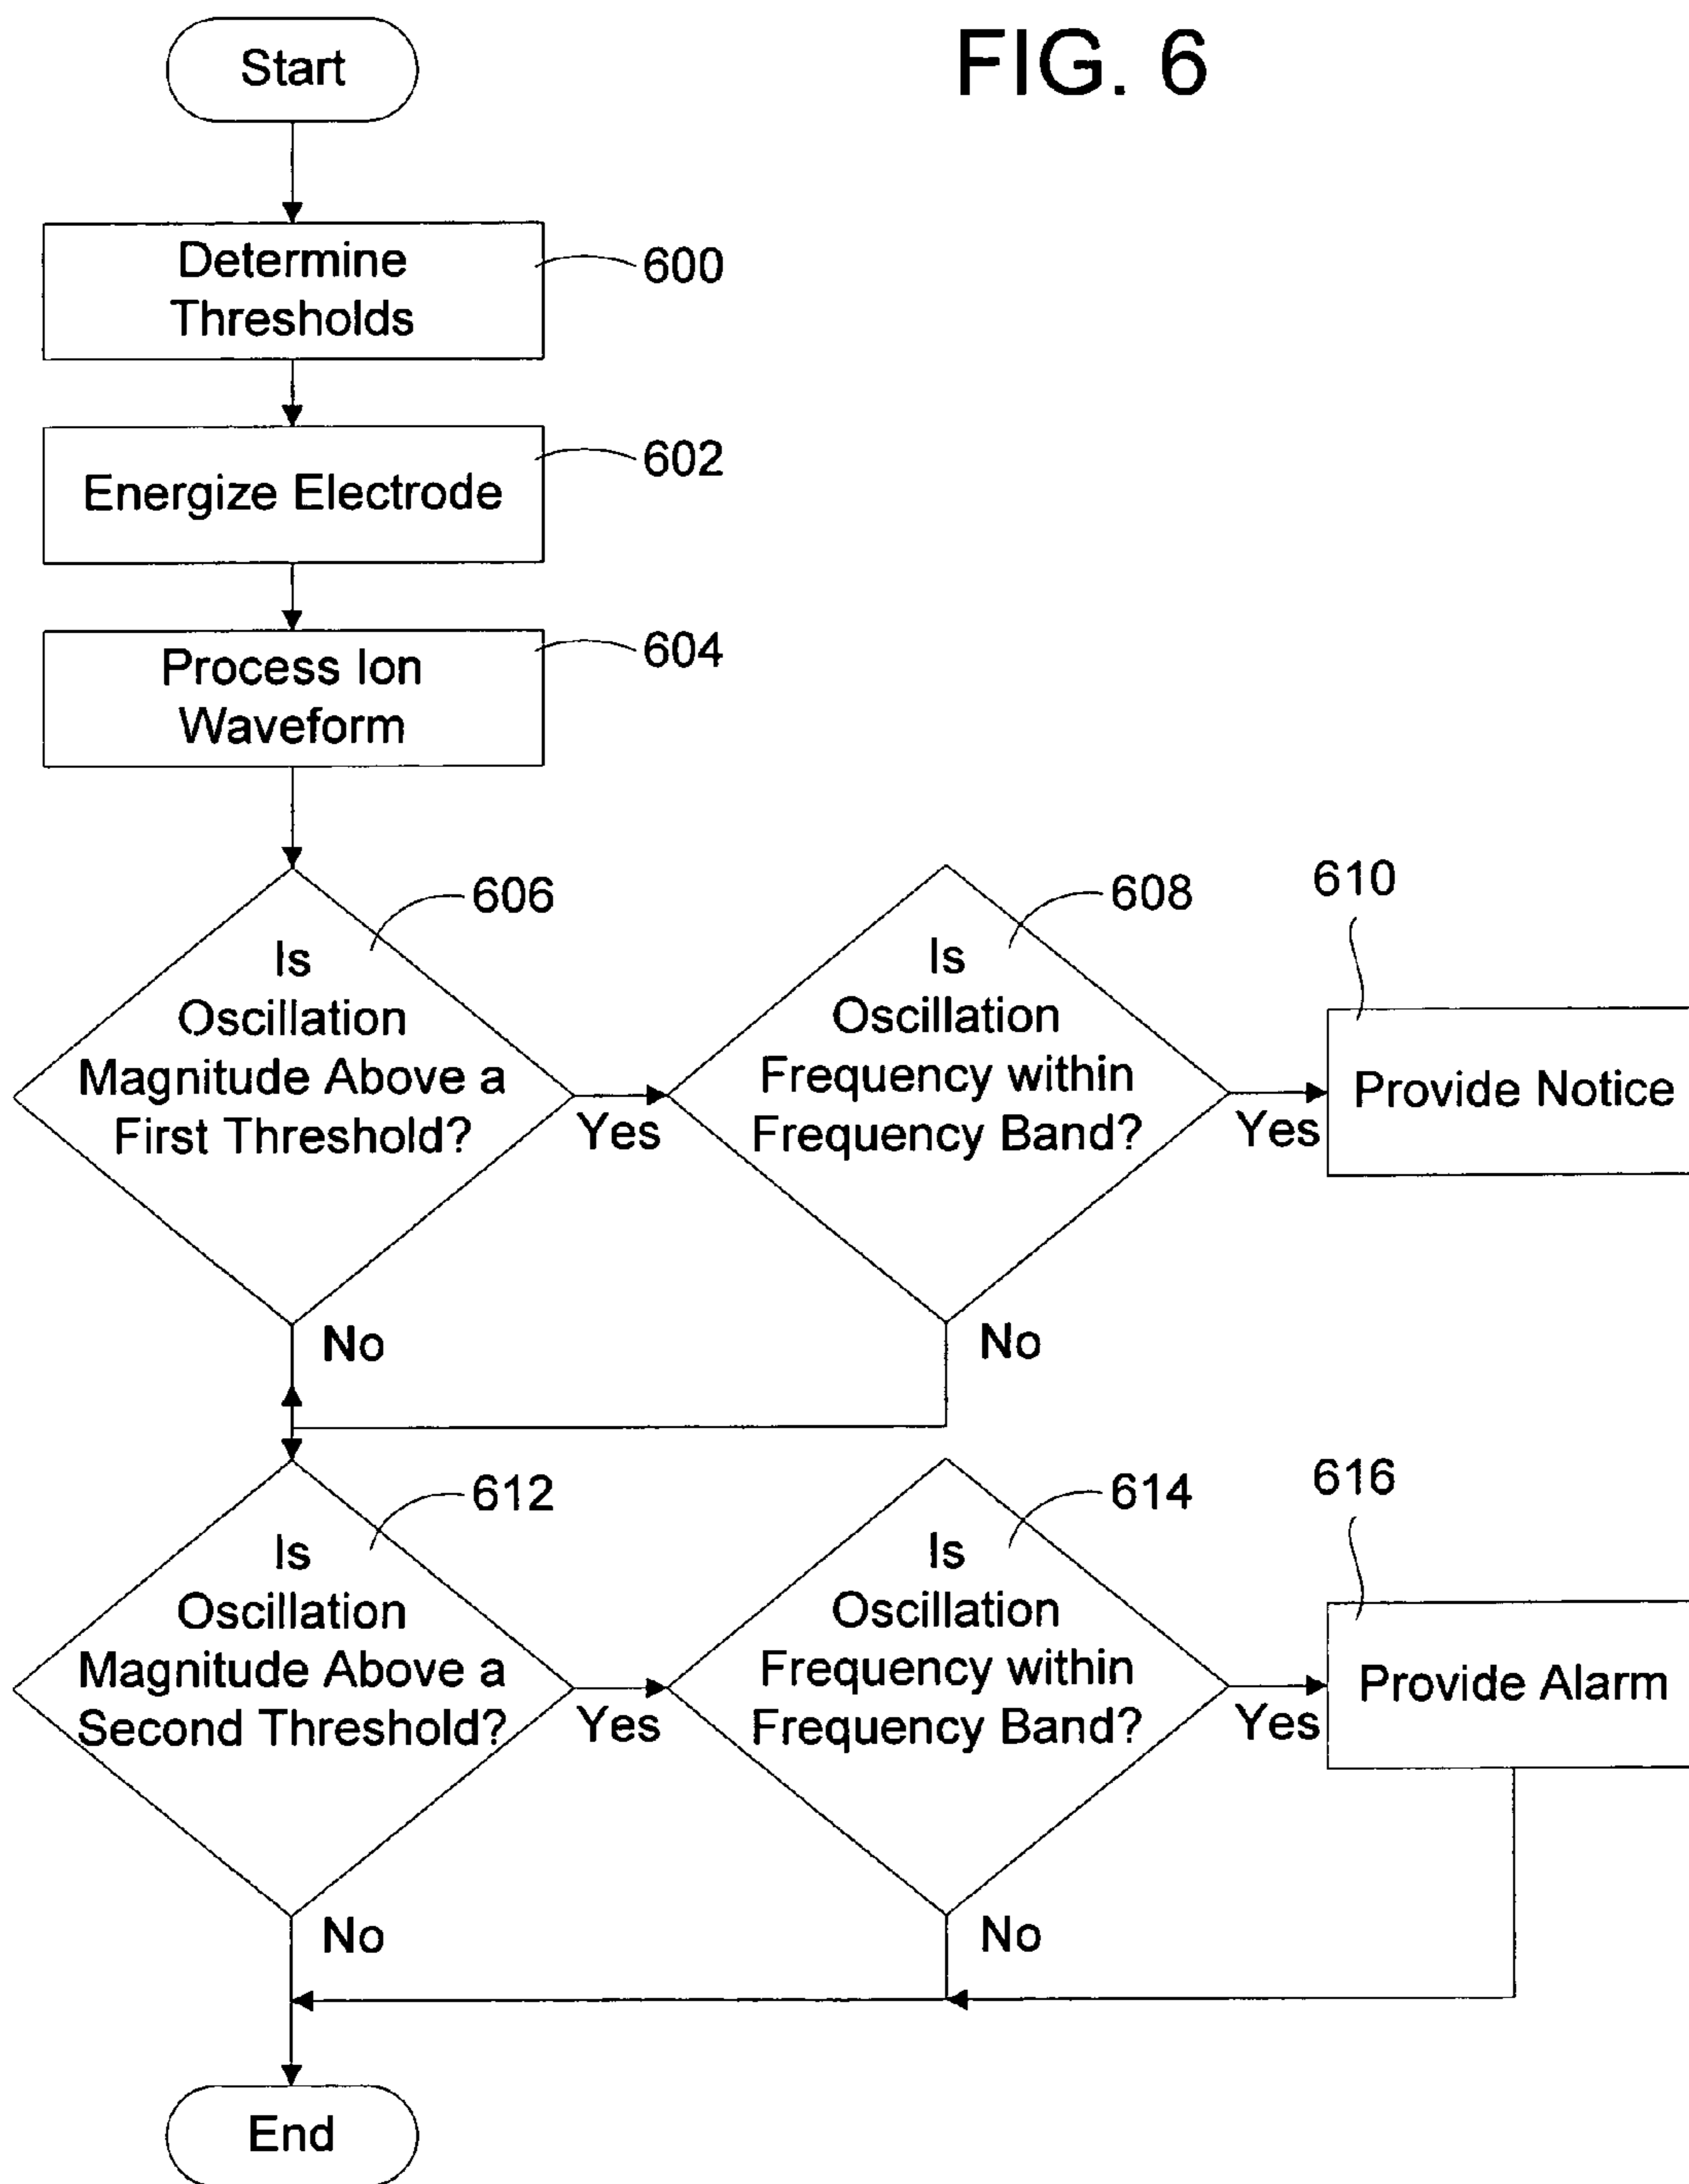 FIG. 6
Start
Determine
Thresholds
600
Energize Electrode
602
Process Ion
Waveform
604
Is
Oscillation
Magnitude Above a
First Threshold?
606
Yes
No
Is
Oscillation
Frequency within
Frequency Band?
608
Yes
No
610
Provide Notice
Is
Oscillation
Magnitude Above a
Second Threshold?
612
Yes
No
Is
Oscillation
Frequency within
Frequency Band?
614
Yes
No
616
Provide Alarm
End